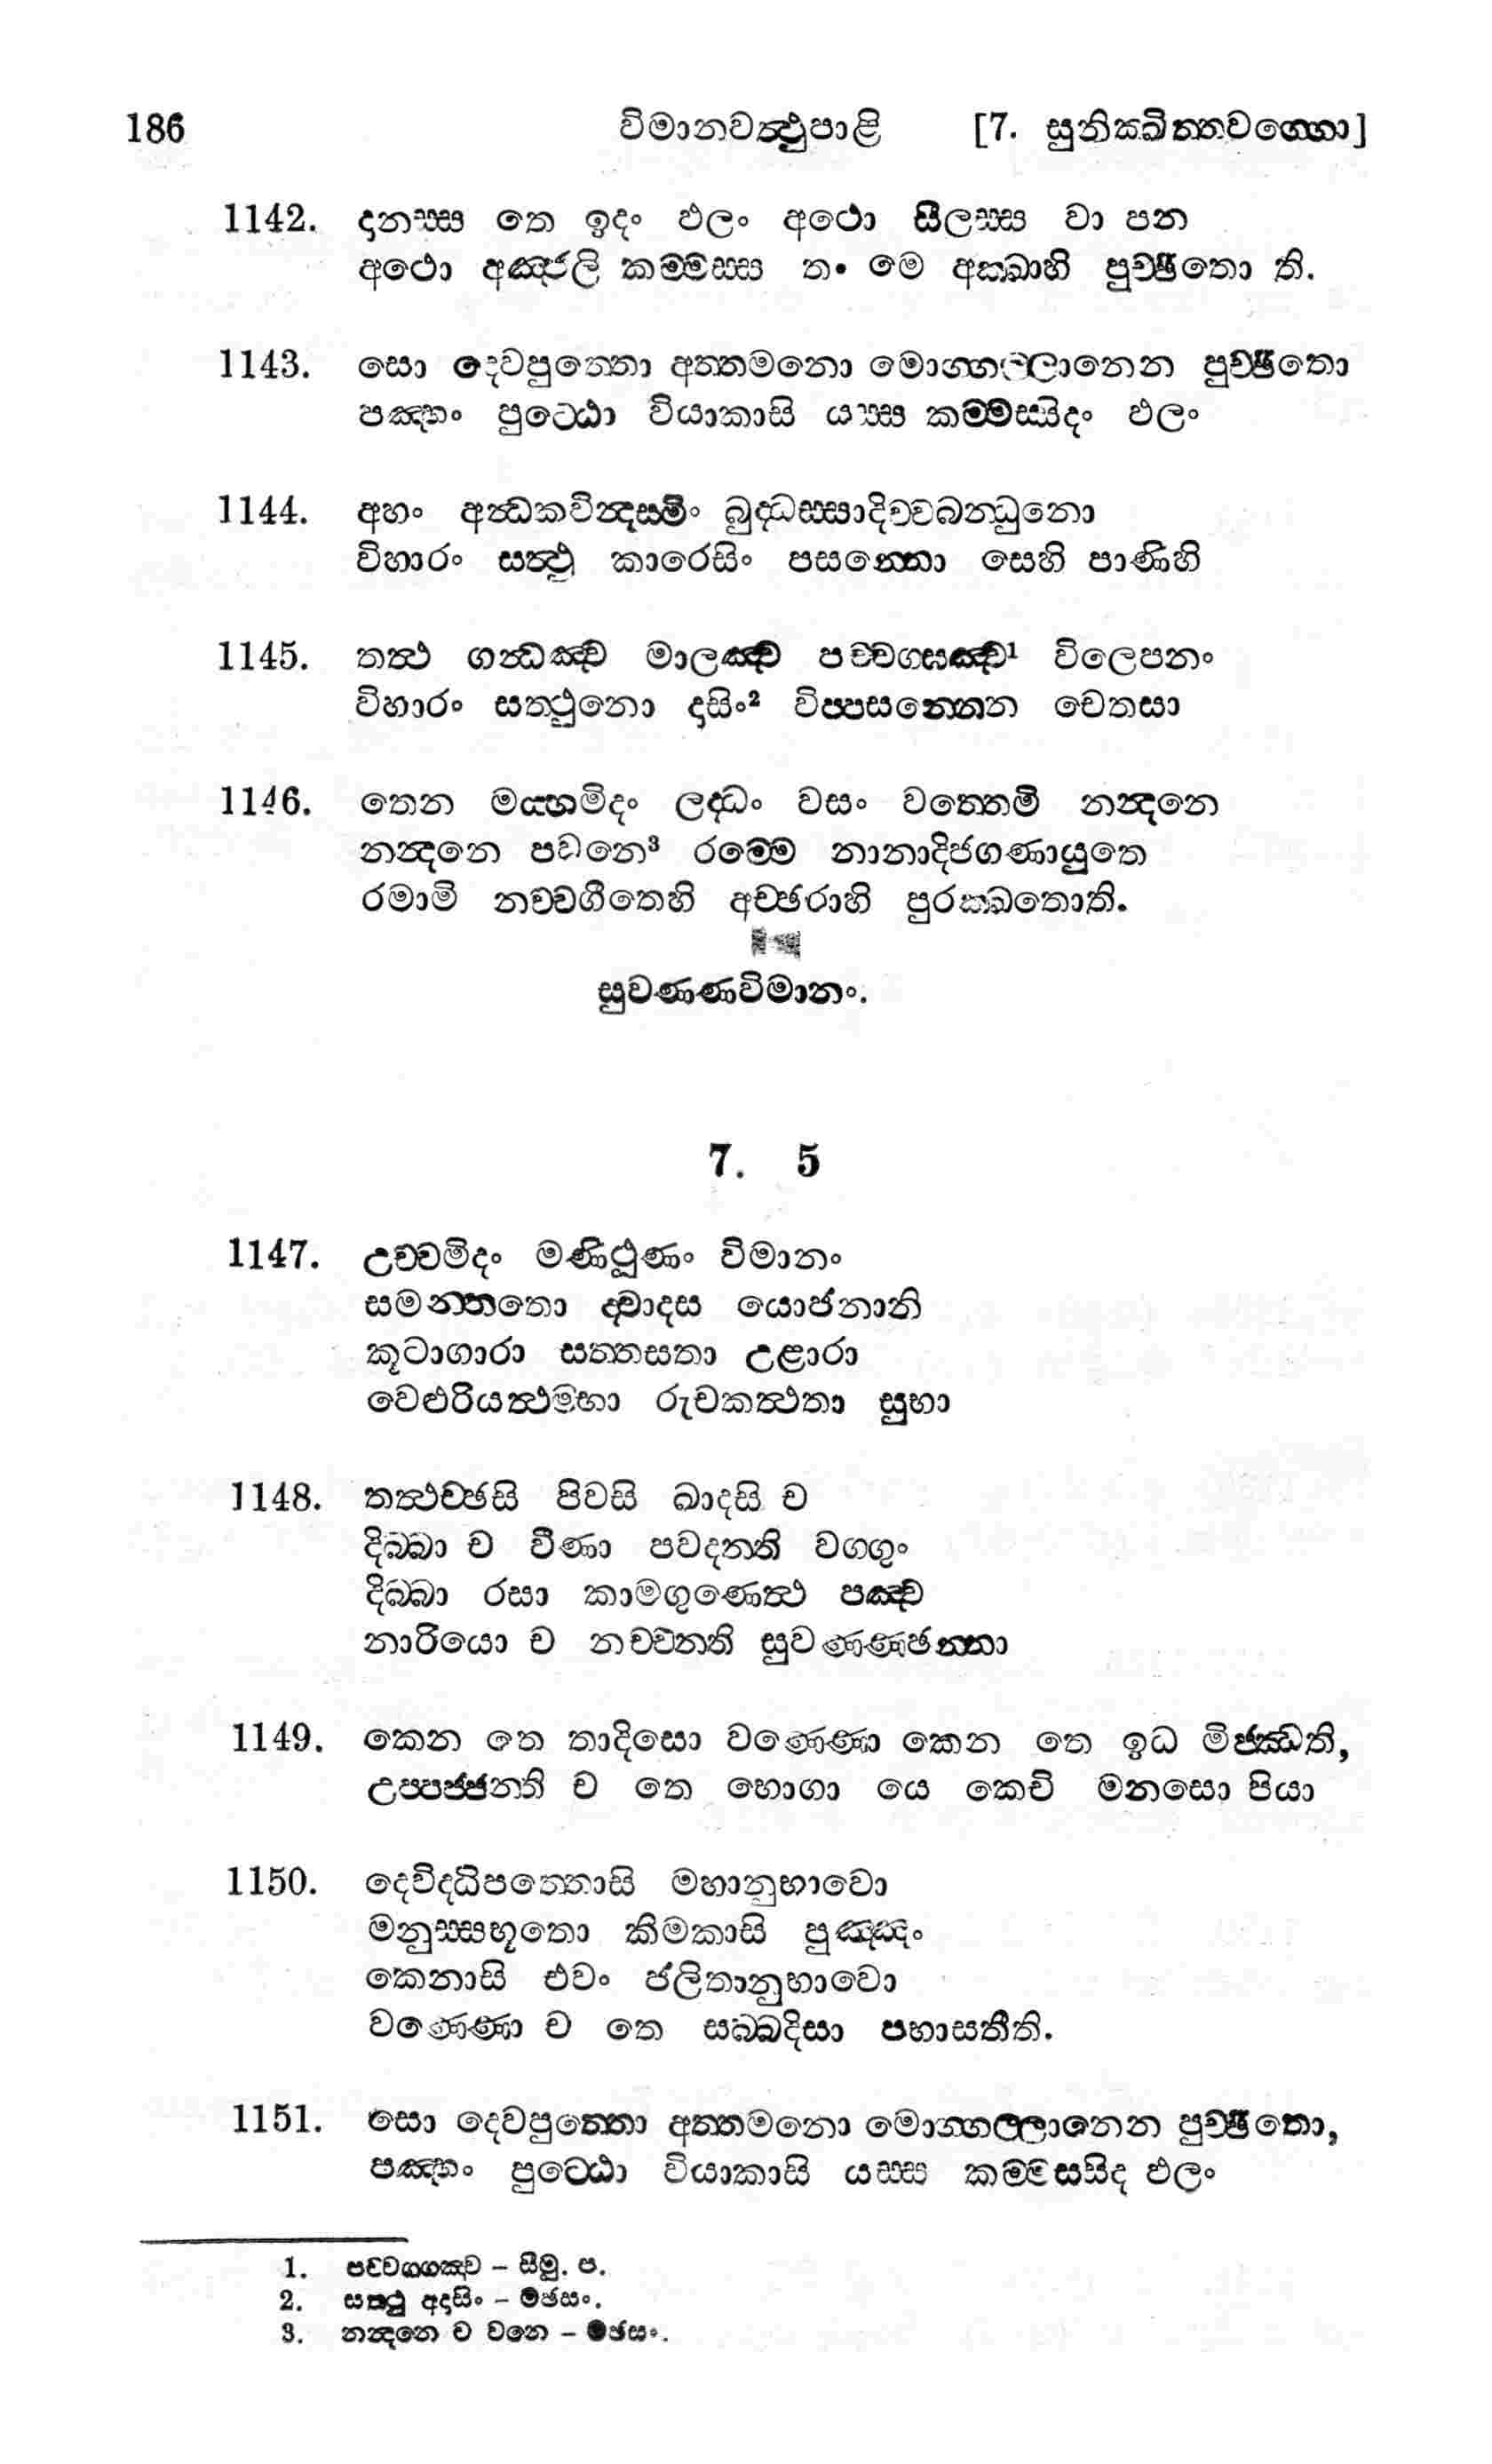 186 විමානවත්‍ථුපාළි [7. සුනික්ඛිත්තවග්ගො]
1142. දානස්ස තෙ ඉදං ඵලං අථො සීලස්ස වා පන
අථො අඤ්ජලි කම්මස්ස තං මෙ අක්ඛාහි පුච්ඡිතො ති.
1143. සො දෙවපුත්තො අත්තමනො මොග්ගල්ලානෙන පුච්ඡිතො
පඤ්හං පුට්ඨො වියාකාසි යස්ස කම්මස්සිදං ඵලං
1144. අහං අන්‍ධකවින්‍දස්මිං බුද්ධස්සාදිච්චබන්ධුනො
විහාරං සත්‍ථු කාරෙසිං පසන්නො සෙහි පාණිහි
1145. තත්‍ථ ගන්‍ධඤ්ච මාලඤ්ච පච්චගඝඤ්ච¹ විලෙපනං
විහාරං සත්ථුනො දාසිං² විප්පසන්නෙන චෙතසා
1146. තෙන මය්හමිදං ලද්ධං වසං වත්තෙමි නන්‍දනෙ
නන්‍දනෙ පවනෙ³ රම්මෙ නානාදිජගණායුතෙ
රමාමි නච්චගීතෙහි අච්ඡරාහි පුරක්ඛතොති.
සුවණ්ණවිමානං.
7. 5
1147. උච්චමිදං මණිථූණං විමානං
සමන්තතො ද්වාදස යොජනානි
කූටාගාරා සත්තසතා උළාරා
වෙළුරියත්‍ථම්භා රුචකත්‍ථතා සුභා
1148. තත්‍ථච්ඡසි පිවසි ඛාදසි ච
දිබ්බා ච වීණා පවදන්ති වග්ගුං
දිබ්බා රසා කාමගුණෙත්‍ථ පඤ්ච
නාරියො ච නච්චන්ති සුවණ්ණඡන්නා
1149. කෙන තෙ තාදිසො වණ්ණො කෙන තෙ ඉධ මිජ්ඣති,
උප්පජ්ජන්ති ච තෙ භොගා යෙ කෙචි මනසො පියා
1150. දෙවිද්ධිපත්තොසි මහානුභාවො
මනුස්සභූතො කිමකාසි පුඤ්ඤං
කෙනාසි එවං ජලිතානුභාවො
වණ්ණො ච තෙ සබ්බදිසා පභාසතීති.
1151. සො දෙවපුත්තො අත්තමනො මොග්ගල්ලානෙන පුච්ඡිතො,
පඤ්හං පුට්ඨො වියාකාසි යස්ස කම්මස්සිද ඵලං
1. පච්චග්ගඤ්ච – සීමු. ප.
2. සත්‍ථු අදාසිං – මඡසං.
3. නන්‍දනෙ ච වනෙ – මඡසං.